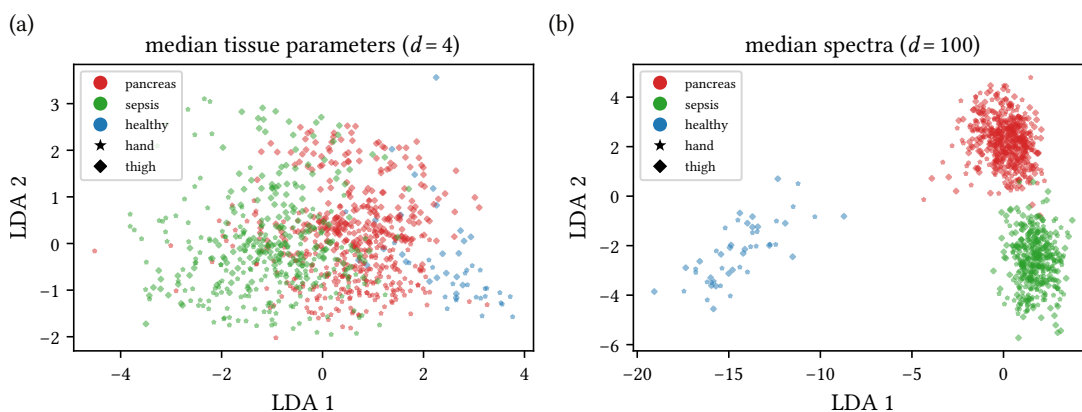 (a)
median tissue parameters (d = 4)
3
2
1
0
−1
−2
LDA 2
pancreas
sepsis
healthy
hand
thigh
−4
−2
0
2
4
LDA 1
(b)
median spectra (d = 100)
4
2
0
−2
−4
−6
LDA 2
pancreas
sepsis
healthy
hand
thigh
−20
−15
−10
−5
0
LDA 1